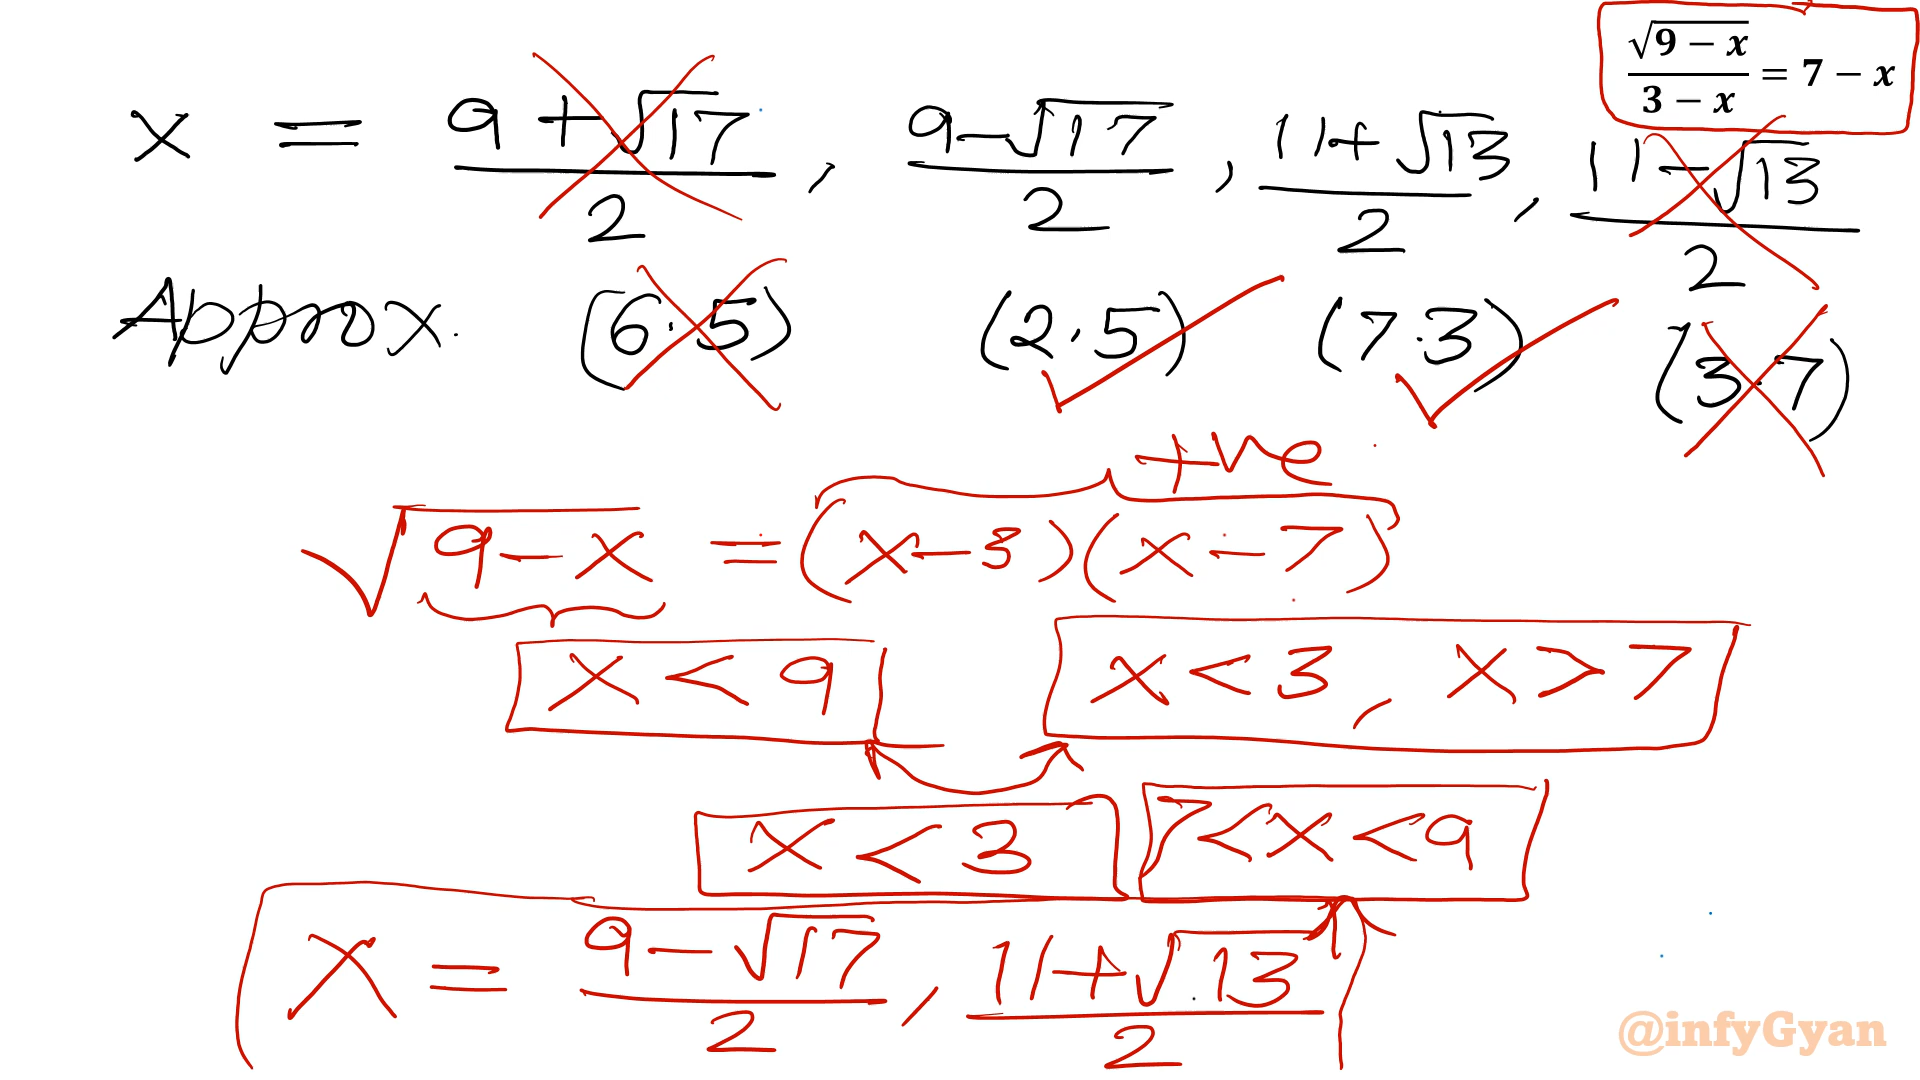 √(9 − x) / (3 − x) = 7 − x
x = (9 + √17)/2 , (9 − √17)/2 , (11 + √13)/2 , (11 − √13)/2
Approx. (6.5) (2.5) (7.3) (3.7)
+ve
√(9 − x) = (x − 3)(x − 7)
x < 9 x < 3 , x > 7
x < 3 7 < x < 9
x = (9 − √17)/2 , (11 + √13)/2
@infyGyan